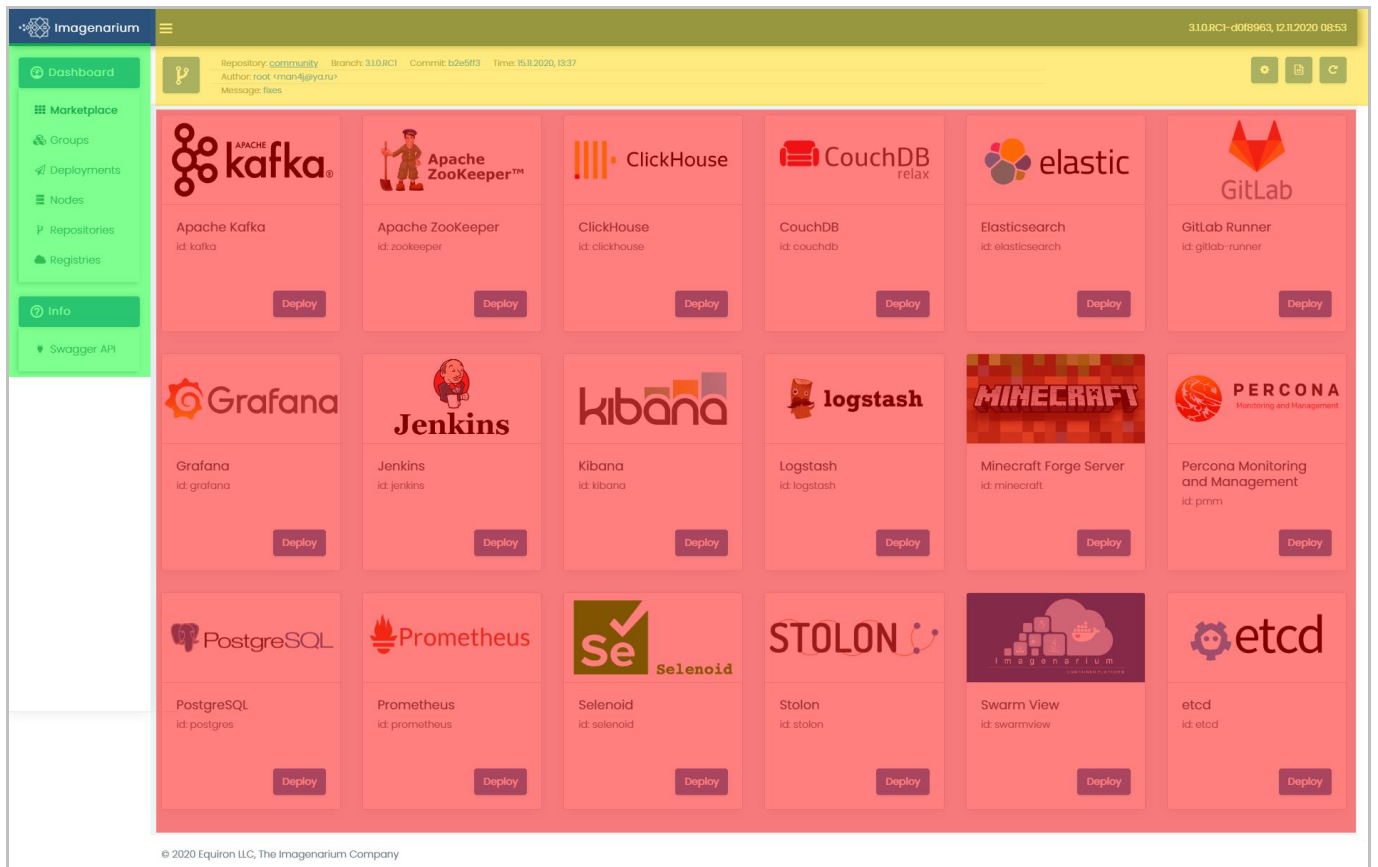 Imagenarium
3.1.0.RC1-d0f8963, 12.11.2020 08:53
Dashboard
Marketplace
Groups
Deployments
Nodes
Repositories
Registries
Info
Swagger API
Repository: community Branch: 3.1.0.RC1 Commit: b2e5ff3 Time: 15.11.2020, 13:37
Author: root <man4j@ya.ru>
Message: fixes
APACHE kafka®
Apache ZooKeeper™
ClickHouse
CouchDB relax
elastic
GitLab
Apache Kafka
id: kafka
Deploy
Apache ZooKeeper
id: zookeeper
Deploy
ClickHouse
id: clickhouse
Deploy
CouchDB
id: couchdb
Deploy
Elasticsearch
id: elasticsearch
Deploy
GitLab Runner
id: gitlab-runner
Deploy
Grafana
Jenkins
kibana
logstash
MINECRAFT
PERCONA
Monitoring and Management
Grafana
id: grafana
Deploy
Jenkins
id: jenkins
Deploy
Kibana
id: kibana
Deploy
Logstash
id: logstash
Deploy
Minecraft Forge Server
id: minecraft
Deploy
Percona Monitoring
and Management
id: pmm
Deploy
PostgreSQL
Prometheus
Se Selenoid
STOLON
Imagenarium
etcd
PostgreSQL
id: postgres
Deploy
Prometheus
id: prometheus
Deploy
Selenoid
id: selenoid
Deploy
Stolon
id: stolon
Deploy
Swarm View
id: swarmview
Deploy
etcd
id: etcd
Deploy
© 2020 Equiron LLC, The Imagenarium Company